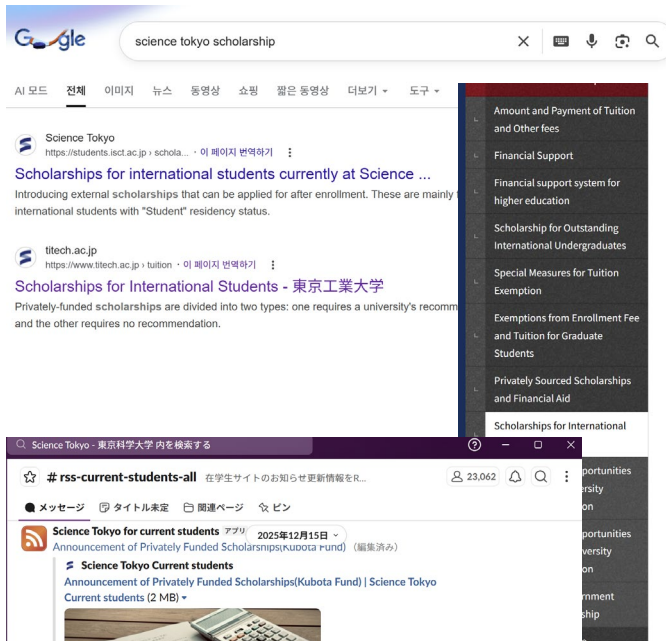 Google
science tokyo scholarship
AI 모드 전체 이미지 뉴스 동영상 쇼핑 짧은 동영상 더보기 도구
Science Tokyo
https://students.isct.ac.jp › schola... · 이 페이지 번역하기
Scholarships for international students currently at Science ...
Introducing external scholarships that can be applied for after enrollment. These are mainly
international students with "Student" residency status.
titech.ac.jp
https://www.titech.ac.jp › tuition · 이 페이지 번역하기
Scholarships for International Students - 東京工業大学
Privately-funded scholarships are divided into two types: one requires a university's recomm
and the other requires no recommendation.
Amount and Payment of Tuition
and Other fees
Financial Support
Financial support system for
higher education
Scholarship for Outstanding
International Undergraduates
Special Measures for Tuition
Exemption
Exemptions from Enrollment Fee
and Tuition for Graduate
Students
Privately Sourced Scholarships
and Financial Aid
Scholarships for International
portunities
rsity
on
portunities
versity
on
rnment
ship
Science Tokyo - 東京科学大学 内を検索する
# rss-current-students-all 在学生サイトのお知らせ更新情報をR...
23,062
メッセージ タイトル未定 関連ページ ピン
Science Tokyo for current students アプリ 2025年12月15日
Announcement of Privately Funded Scholarships(Kubota Fund) (編集済み)
Science Tokyo Current students
Announcement of Privately Funded Scholarships(Kubota Fund) | Science Tokyo
Current students (2 MB)